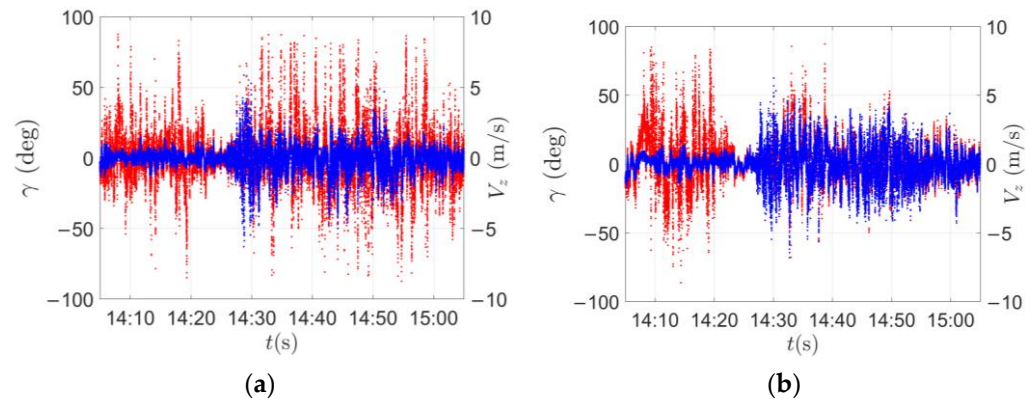 100 10 100 10
50 5 50 5
0 0 0 0
−50 −5 −50 −5
−100 −10 −100 −10
γ (deg) V_z (m/s) γ (deg) V_z (m/s)
14:10 14:20 14:30 14:40 14:50 15:00 14:10 14:20 14:30 14:40 14:50 15:00
t(s) t(s)
(a) (b)